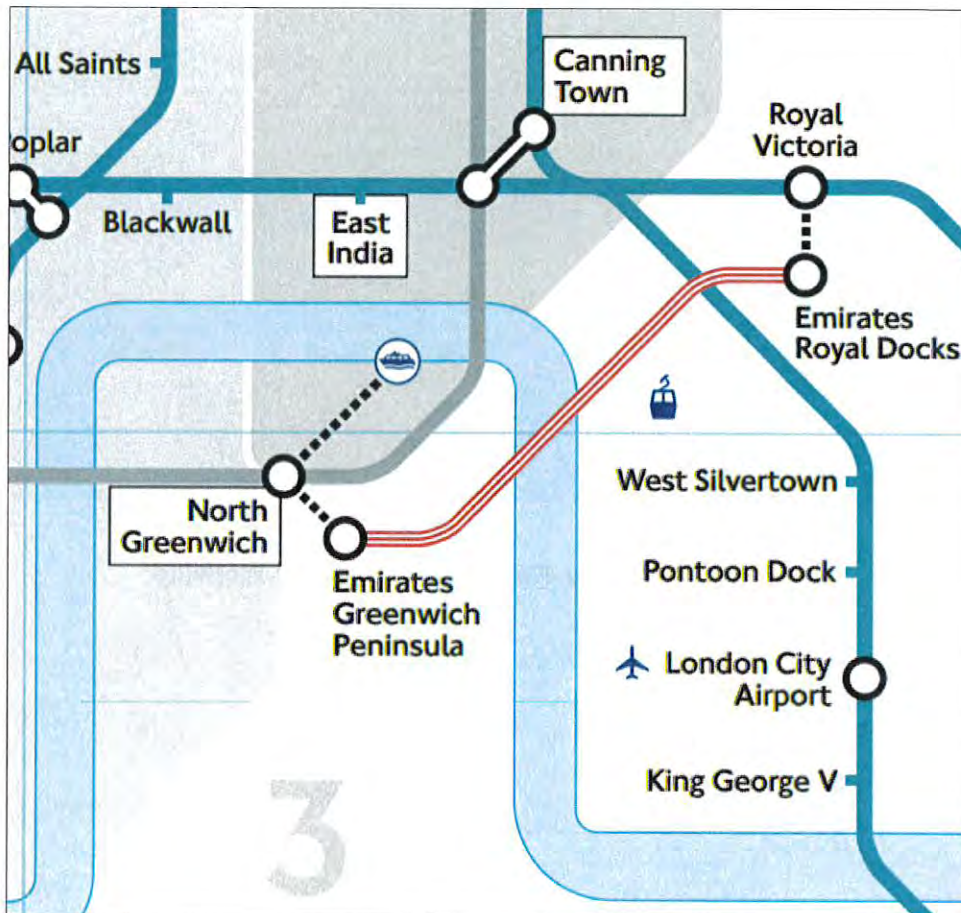 All Saints
Canning
Town
Royal
Victoria
oplar
Blackwall
East
India
Emirates
Royal Docks
West Silvertown
North
Greenwich
Pontoon Dock
Emirates
Greenwich
Peninsula
London City
Airport
King George V
3